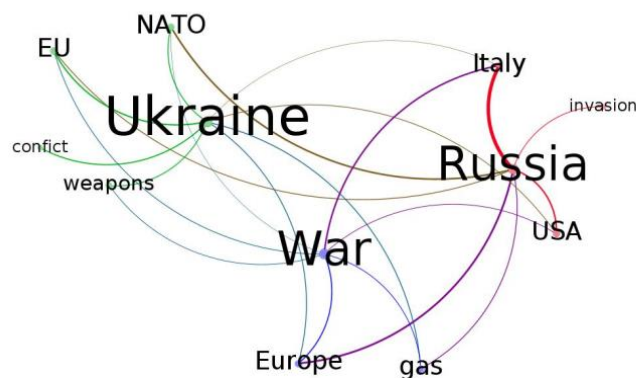 NATO
EU
Italy
Ukraine
invasion
confict
Russia
weapons
USA
War
Europe
gas